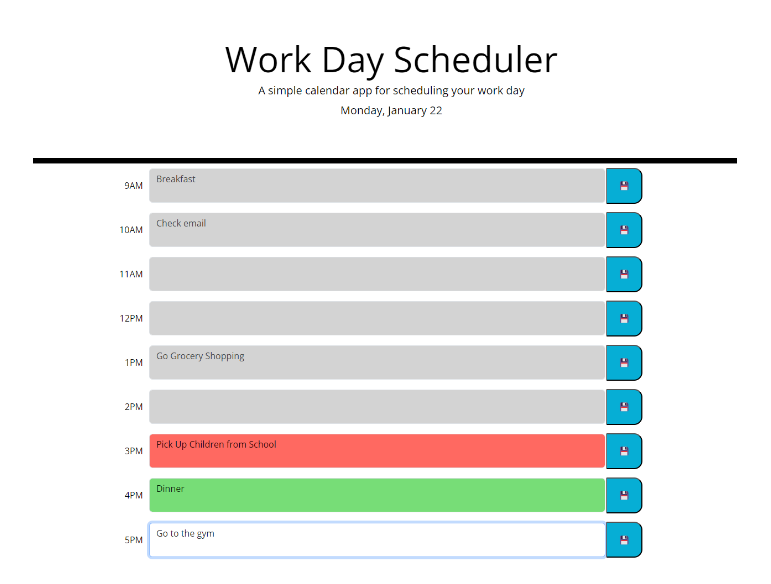 Work Day Scheduler
A simple calendar app for scheduling your work day
Monday, January 22
9AM Breakfast
10AM Check email
11AM
12PM
1PM Go Grocery Shopping
2PM
3PM Pick Up Children from School
4PM Dinner
5PM Go to the gym